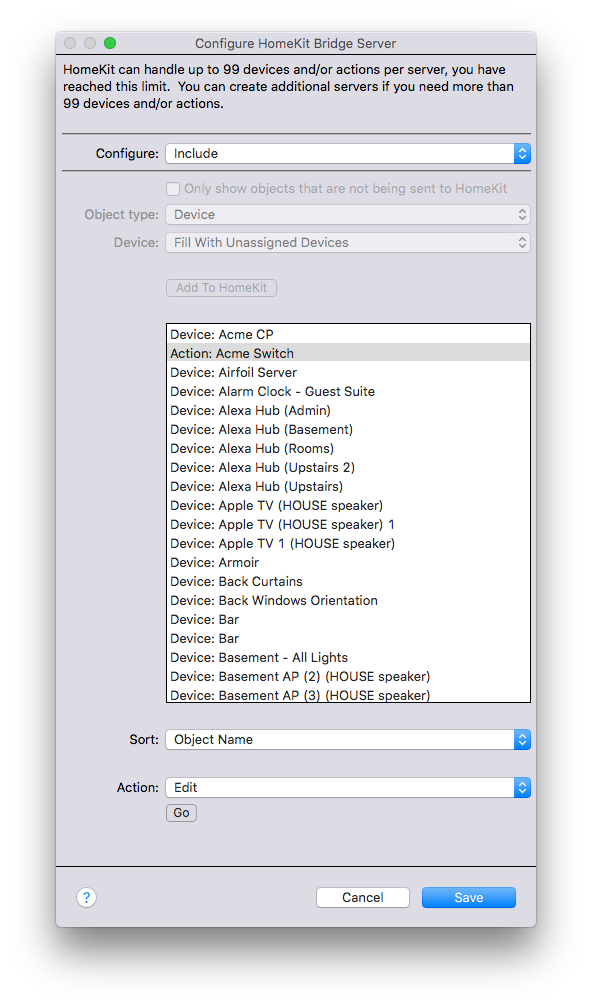 Configure HomeKit Bridge Server
HomeKit can handle up to 99 devices and/or actions per server, you have
reached this limit.  You can create additional servers if you need more than
99 devices and/or actions.
Configure: Include
Only show objects that are not being sent to HomeKit
Object type: Device
Device: Fill With Unassigned Devices
Add To HomeKit
Device: Acme CP
Action: Acme Switch
Device: Airfoil Server
Device: Alarm Clock - Guest Suite
Device: Alexa Hub (Admin)
Device: Alexa Hub (Basement)
Device: Alexa Hub (Rooms)
Device: Alexa Hub (Upstairs 2)
Device: Alexa Hub (Upstairs)
Device: Apple TV (HOUSE speaker)
Device: Apple TV (HOUSE speaker) 1
Device: Apple TV 1 (HOUSE speaker)
Device: Armoir
Device: Back Curtains
Device: Back Windows Orientation
Device: Bar
Device: Bar
Device: Basement - All Lights
Device: Basement AP (2) (HOUSE speaker)
Device: Basement AP (3) (HOUSE speaker)
Sort: Object Name
Action: Edit
Go
? Cancel Save